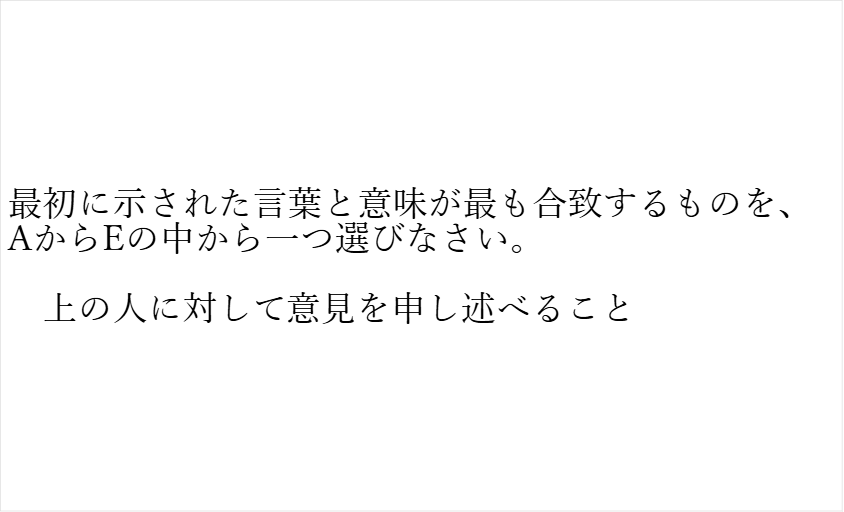 最初に示された言葉と意味が最も合致するものを、
AからEの中から一つ選びなさい。
上の人に対して意見を申し述べること